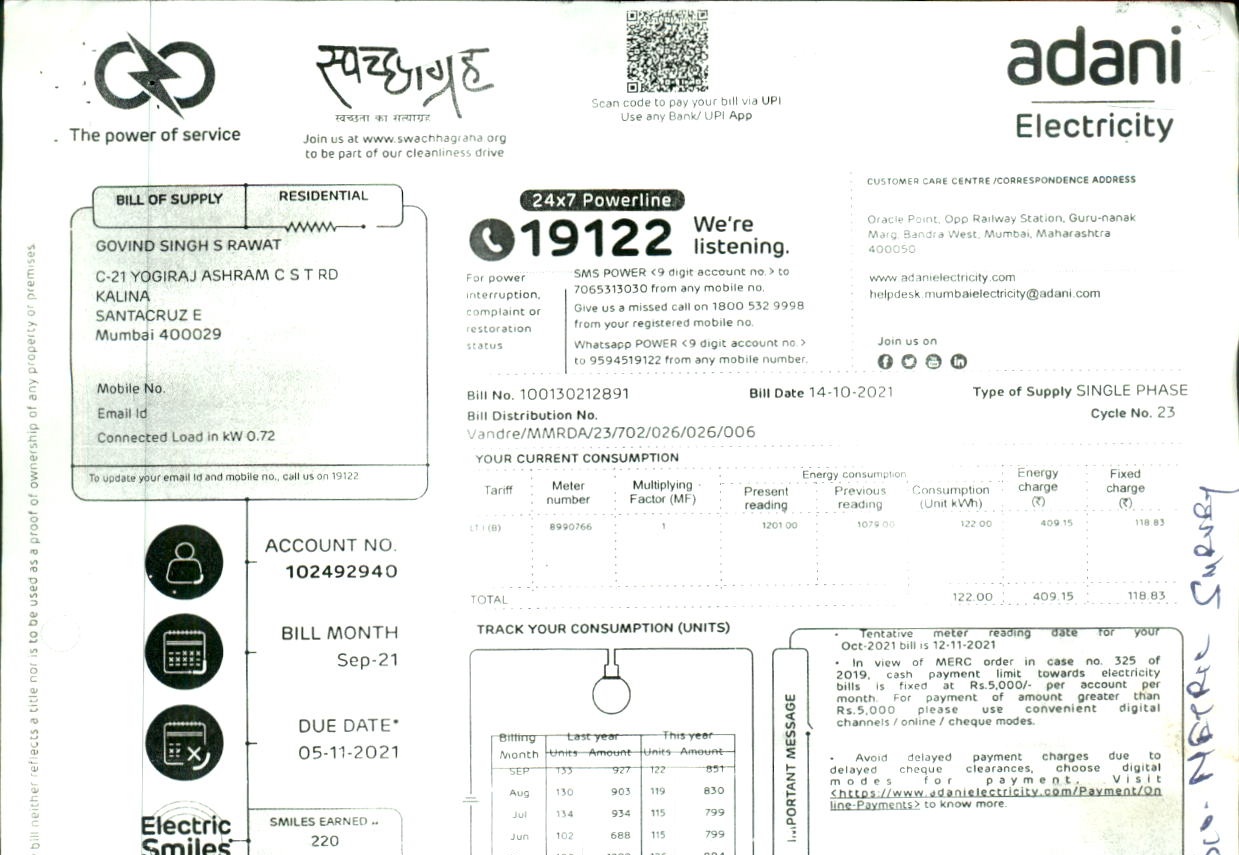 The power of service
स्वच्छाग्रह
स्वच्छता का सत्याग्रह
Join us at www.swachhagraha.org
to be part of our cleanliness drive
Scan code to pay your bill via UPI
Use any Bank/ UPI App
adani
Electricity
BILL OF SUPPLY RESIDENTIAL
GOVIND SINGH S RAWAT
C-21 YOGIRAJ ASHRAM C S T RD
KALINA
SANTACRUZ E
Mumbai 400029
Mobile No.
Email Id
Connected Load in kW 0.72
To update your email Id and mobile no., call us on 19122
24x7 Powerline
19122 We're
listening.
For power
interruption,
complaint or
restoration
status
SMS POWER <9 digit account no.> to
7065313030 from any mobile no.
Give us a missed call on 1800 532 9998
from your registered mobile no.
Whatsapp POWER <9 digit account no.>
to 9594519122 from any mobile number.
CUSTOMER CARE CENTRE /CORRESPONDENCE ADDRESS
Oracle Point, Opp Railway Station, Guru-nanak
Marg, Bandra West, Mumbai, Maharashtra
400050
www.adanielectricity.com
helpdesk.mumbaielectricity@adani.com
Join us on
Bill No. 100130212891 Bill Date 14-10-2021 Type of Supply SINGLE PHASE
Bill Distribution No. Cycle No. 23
Vandre/MMRDA/23/702/026/026/006
YOUR CURRENT CONSUMPTION
Tariff Meter number Multiplying Factor (MF) Energy consumption Present reading Previous reading Consumption (Unit kWh) Energy charge (₹) Fixed charge (₹)
LT I (B) 8990766 1 1201.00 1079.00 122.00 409.15 118.83
TOTAL 122.00 409.15 118.83
ACCOUNT NO.
102492940
BILL MONTH
Sep-21
DUE DATE*
05-11-2021
Electric
Smiles
SMILES EARNED
220
TRACK YOUR CONSUMPTION (UNITS)
Billing Last year This year
Month Units Amount Units Amount
SEP 133 927 122 851
Aug 130 903 119 830
Jul 134 934 115 799
Jun 102 688 115 799
IMPORTANT MESSAGE
• Tentative meter reading date for your
Oct-2021 bill is 12-11-2021
• In view of MERC order in case no. 325 of
2019, cash payment limit towards electricity
bills is fixed at Rs.5,000/- per account per
month. For payment of amount greater than
Rs.5,000 please use convenient digital
channels / online / cheque modes.
• Avoid delayed payment charges due to
delayed cheque clearances, choose digital
modes for payment. Visit
<https://www.adanielectricity.com/Payment/On
line-Payments> to know more.
bill neither reflects a title nor is to be used as a proof of ownership of any property or premises